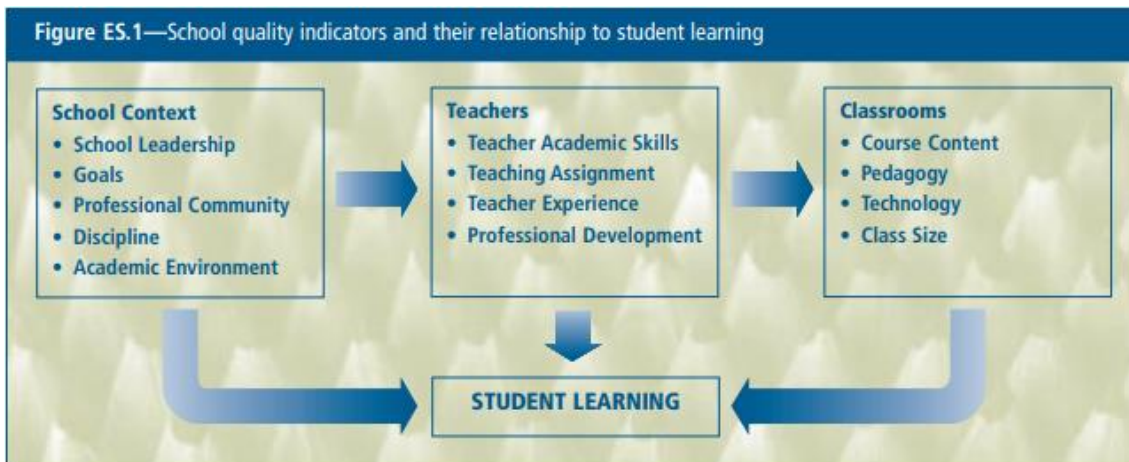 Figure ES.1—School quality indicators and their relationship to student learning
School Context
• School Leadership
• Goals
• Professional Community
• Discipline
• Academic Environment
Teachers
• Teacher Academic Skills
• Teaching Assignment
• Teacher Experience
• Professional Development
Classrooms
• Course Content
• Pedagogy
• Technology
• Class Size
STUDENT LEARNING